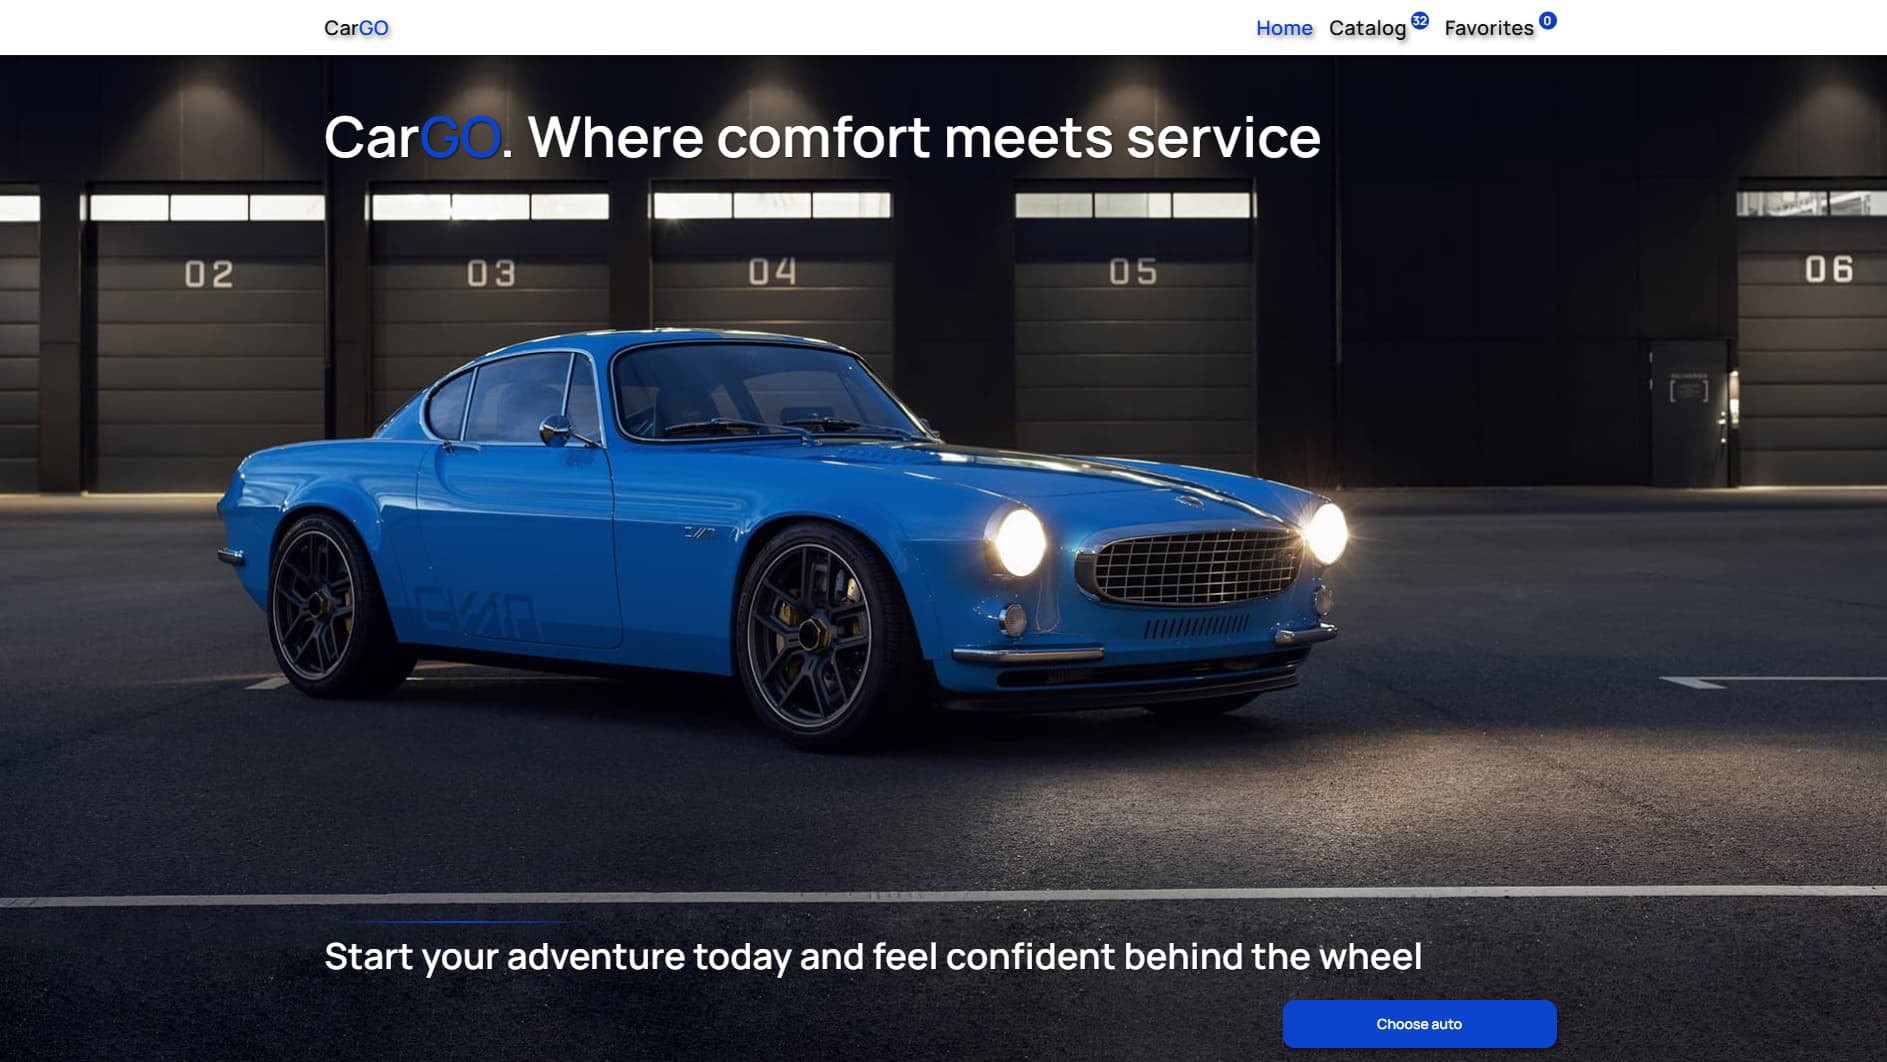 CarGO
Home Catalog 32 Favorites 0
CarGO. Where comfort meets service
02 03 04 05 06
Start your adventure today and feel confident behind the wheel
Choose auto